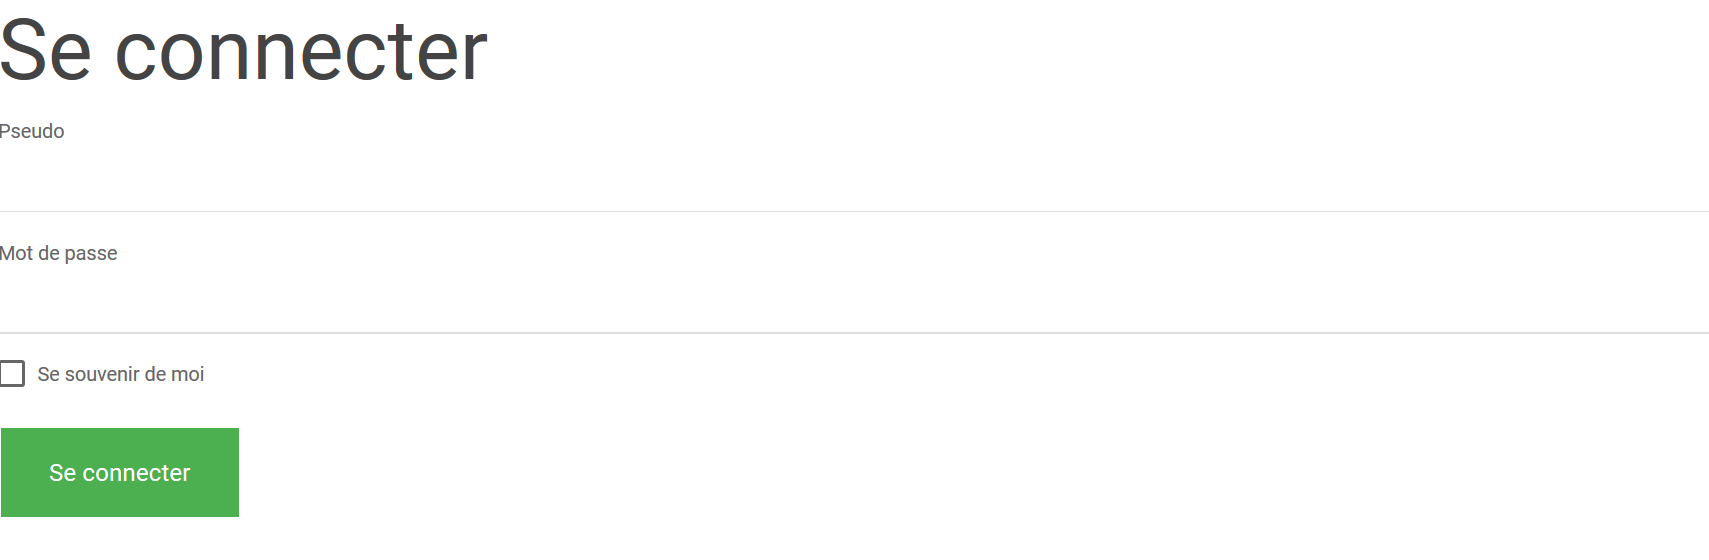 Se connecter
Pseudo
Mot de passe
Se souvenir de moi
Se connecter